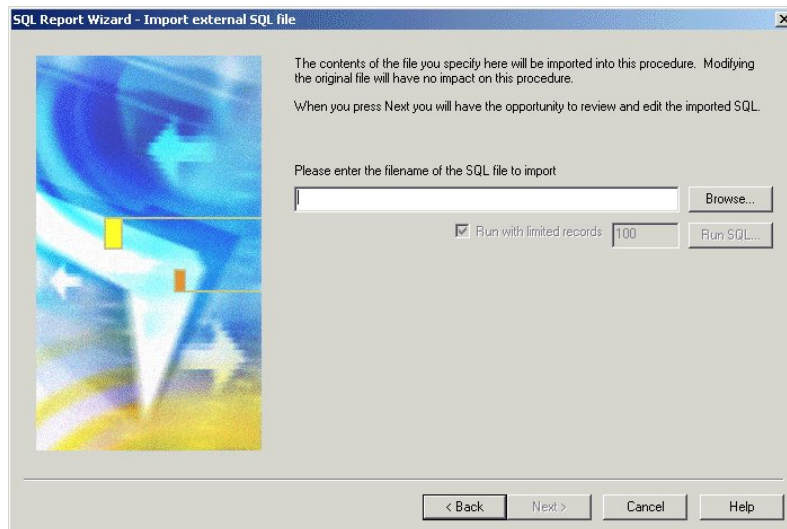 SQL Report Wizard - Import external SQL file
The contents of the file you specify here will be imported into this procedure. Modifying
the original file will have no impact on this procedure.
When you press Next you will have the opportunity to review and edit the imported SQL.
Please enter the filename of the SQL file to import
Browse...
Run with limited records 100 Run SQL...
< Back Next > Cancel Help